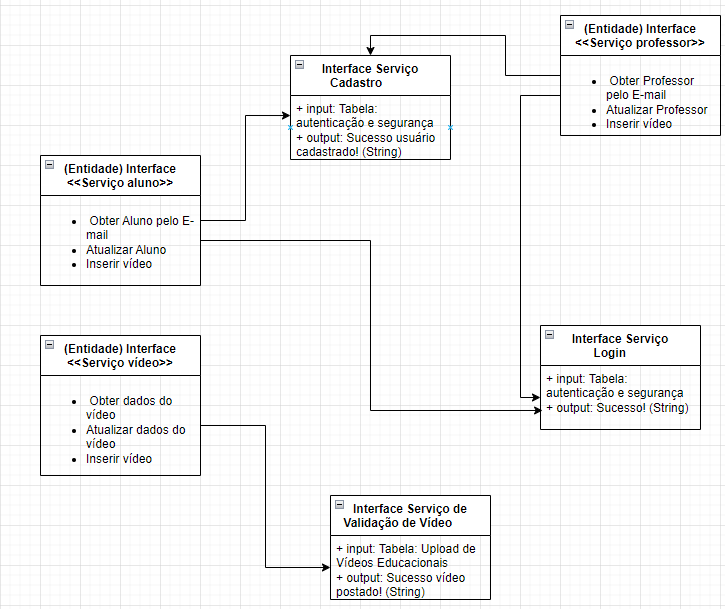 (Entidade) Interface
<<Serviço professor>>
Obter Professor
pelo E-mail
Atualizar Professor
Inserir vídeo
Interface Serviço
Cadastro
+ input: Tabela:
autenticação e segurança
+ output: Sucesso usuário
cadastrado! (String)
(Entidade) Interface
<<Serviço aluno>>
Obter Aluno pelo E-
mail
Atualizar Aluno
Inserir vídeo
(Entidade) Interface
<<Serviço vídeo>>
Obter dados do
vídeo
Atualizar dados do
vídeo
Inserir vídeo
Interface Serviço
Login
+ input: Tabela:
autenticação e segurança
+ output: Sucesso! (String)
Interface Serviço de
Validação de Vídeo
+ input: Tabela: Upload de
Vídeos Educacionais
+ output: Sucesso vídeo
postado! (String)